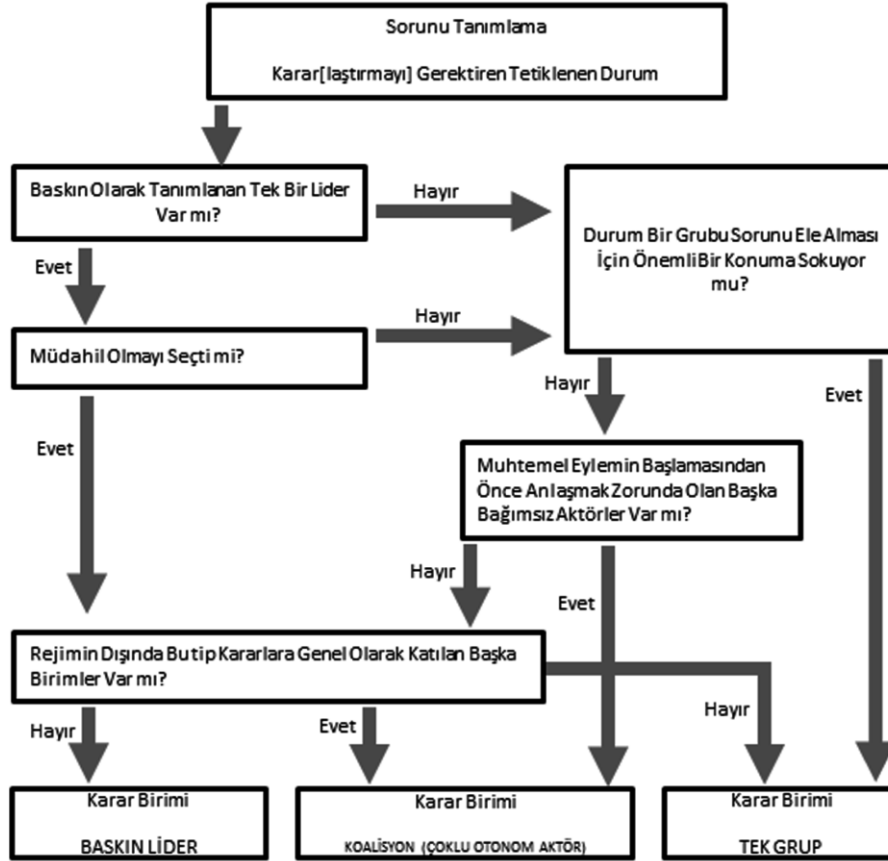 Sorunu Tanımlama
Karar[laştırmayı] Gerektiren Tetiklenen Durum
Baskın Olarak Tanımlanan Tek Bir Lider
Var mı?
Hayır
Durum Bir Grubu Sorunu Ele Alması
İçin Önemli Bir Konuma Sokuyor
mu?
Evet
Müdahil Olmayı Seçti mi?
Hayır
Hayır
Evet
Evet
Muhtemel Eylemin Başlamasından
Önce Anlaşmak Zorunda Olan Başka
Bağımsız Aktörler Var mı?
Hayır
Evet
Rejimin Dışında Bu tip Kararlara Genel Olarak Katılan Başka
Birimler Var mı?
Hayır
Evet
Hayır
Karar Birimi
BASKIN LİDER
Karar Birimi
KOALİSYON (ÇOKLU OTONOM AKTÖR)
Karar Birimi
TEK GRUP